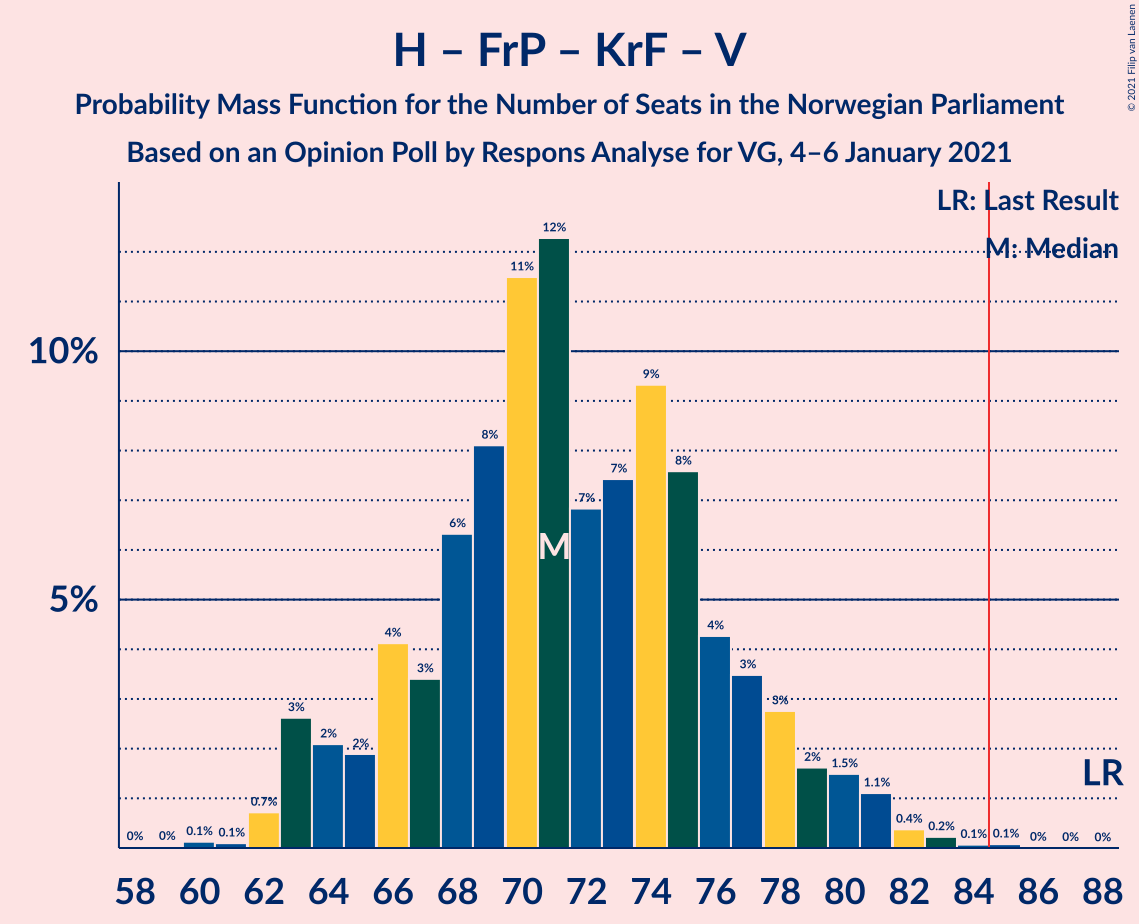 H – FrP – KrF – V
Probability Mass Function for the Number of Seats in the Norwegian Parliament
Based on an Opinion Poll by Respons Analyse for VG, 4–6 January 2021
© 2021 Filip van Laenen
LR: Last Result
M: Median
10%
5%
0% 0% 0.1% 0.1% 0.7% 3% 2% 2% 4% 3% 6% 8% 11% 12% 7% 7% 9% 8% 4% 3% 3% 2% 1.5% 1.1% 0.4% 0.2% 0.1% 0.1% 0% 0% 0%
M
LR
58 60 62 64 66 68 70 72 74 76 78 80 82 84 86 88